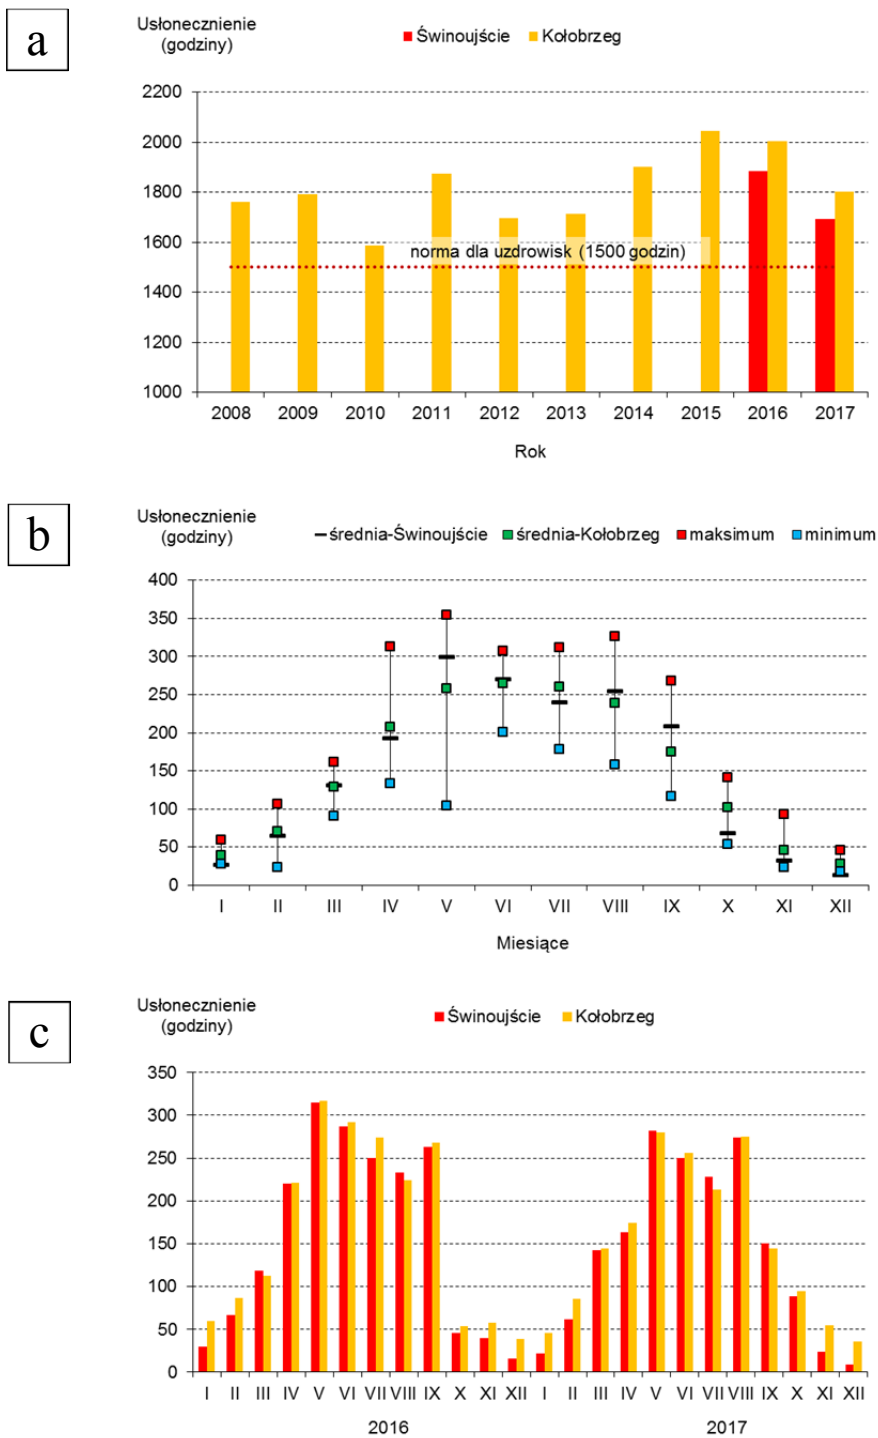 a
Usłonecznienie
(godziny)
Świnoujście Kołobrzeg
2200
2000
1800
1600
1400
1200
1000
norma dla uzdrowisk (1500 godzin)
2008 2009 2010 2011 2012 2013 2014 2015 2016 2017
Rok
b
Usłonecznienie
(godziny)
średnia-Świnoujście średnia-Kołobrzeg maksimum minimum
400
350
300
250
200
150
100
50
0
I II III IV V VI VII VIII IX X XI XII
Miesiące
c
Usłonecznienie
(godziny)
Świnoujście Kołobrzeg
350
300
250
200
150
100
50
0
I II III IV V VI VII VIII IX X XI XII I II III IV V VI VII VIII IX X XI XII
2016 2017